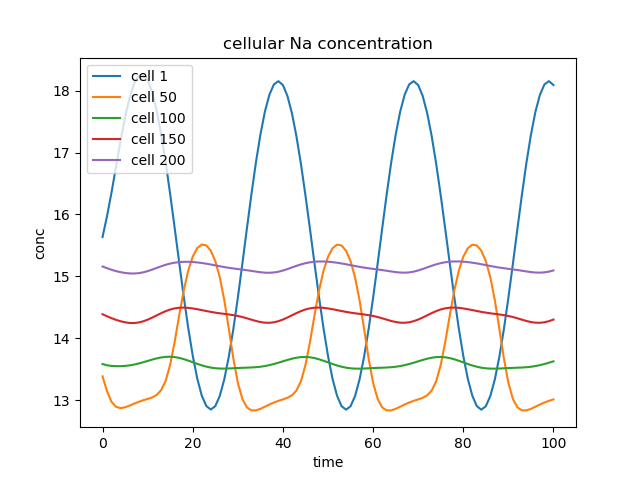 cellular Na concentration
cell 1
cell 50
cell 100
cell 150
cell 200
18
17
16
15
14
13
conc
0 20 40 60 80 100
time